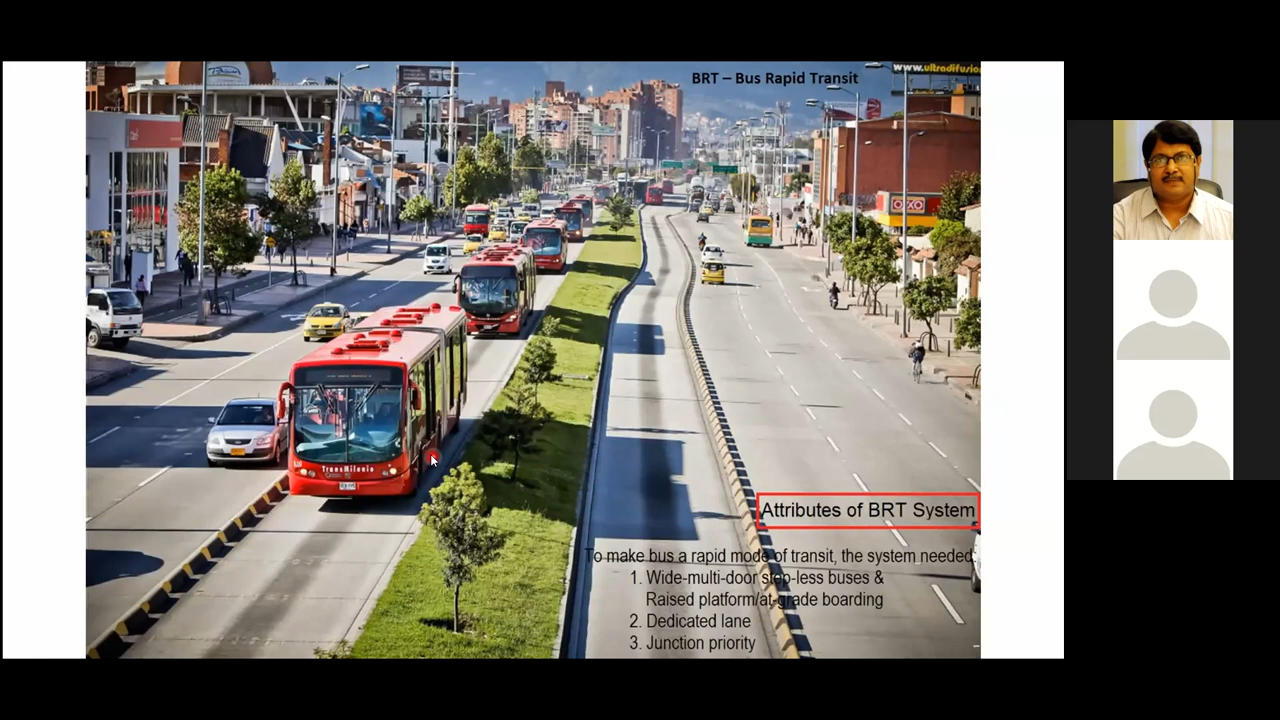 www.ultradifusion
BRT – Bus Rapid Transit
OXXO
TransMilenio
Attributes of BRT System
To make bus a rapid mode of transit, the system needed
1. Wide-multi-door step-less buses &
Raised platform/at-grade boarding
2. Dedicated lane
3. Junction priority